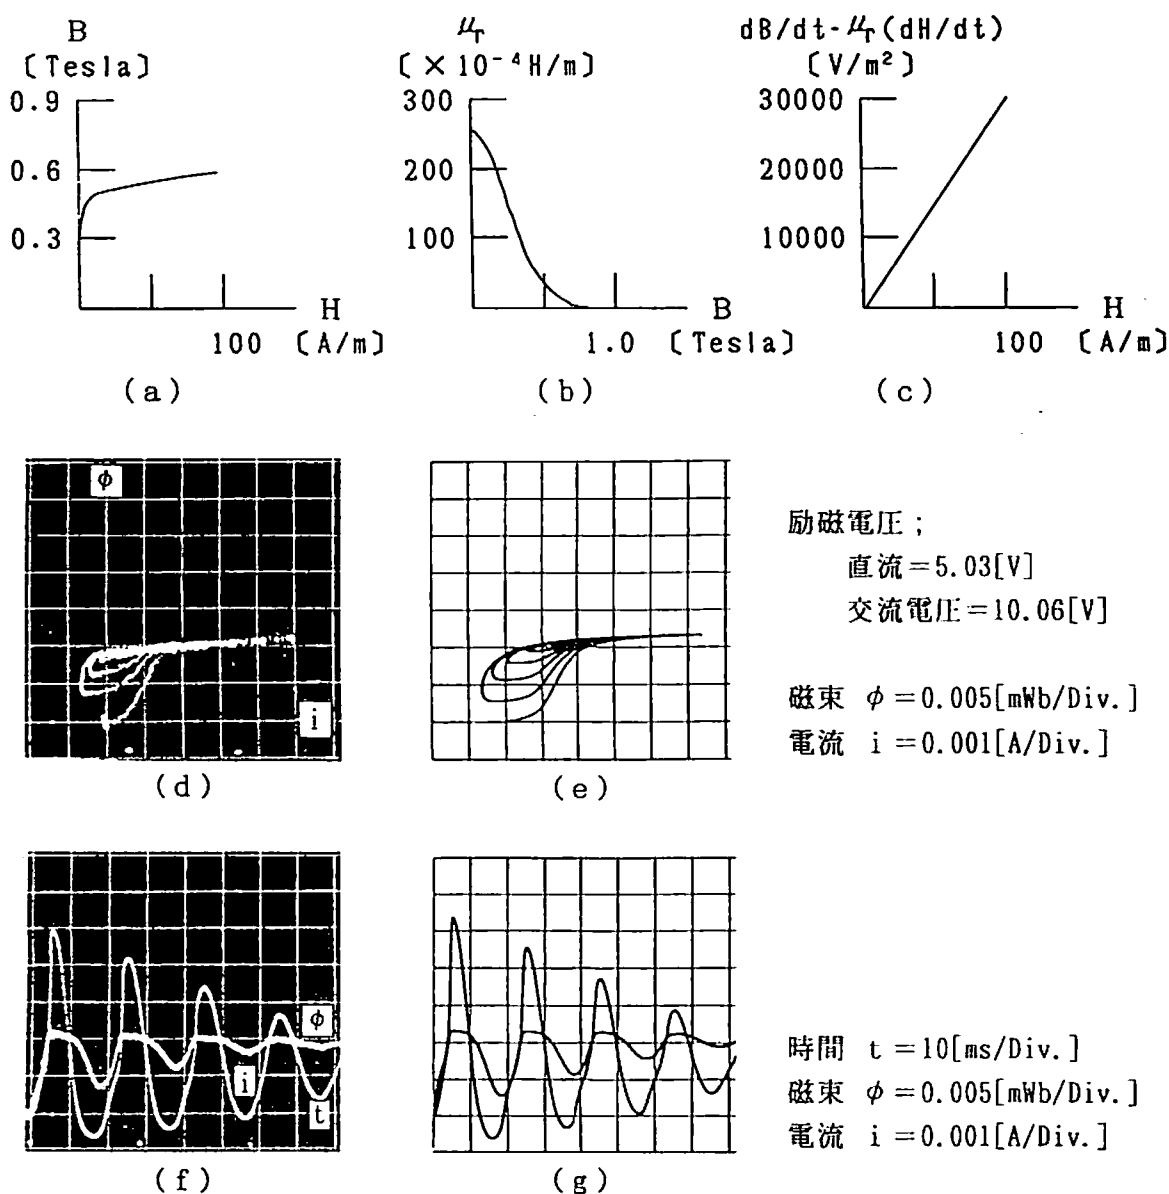 B
〔Tesla〕
0.9
0.6
0.3
H
100 〔A/m〕
(a)
μr
〔×10⁻⁴H/m〕
300
200
100
B
1.0 〔Tesla〕
(b)
dB/dt-μr(dH/dt)
〔V/m²〕
30000
20000
10000
H
100 〔A/m〕
(c)
φ
i
(d)
(e)
励磁電圧;
直流=5.03[V]
交流電圧=10.06[V]
磁束 φ=0.005[mWb/Div.]
電流 i=0.001[A/Div.]
φ
i
t
(f)
(g)
時間 t=10[ms/Div.]
磁束 φ=0.005[mWb/Div.]
電流 i=0.001[A/Div.]